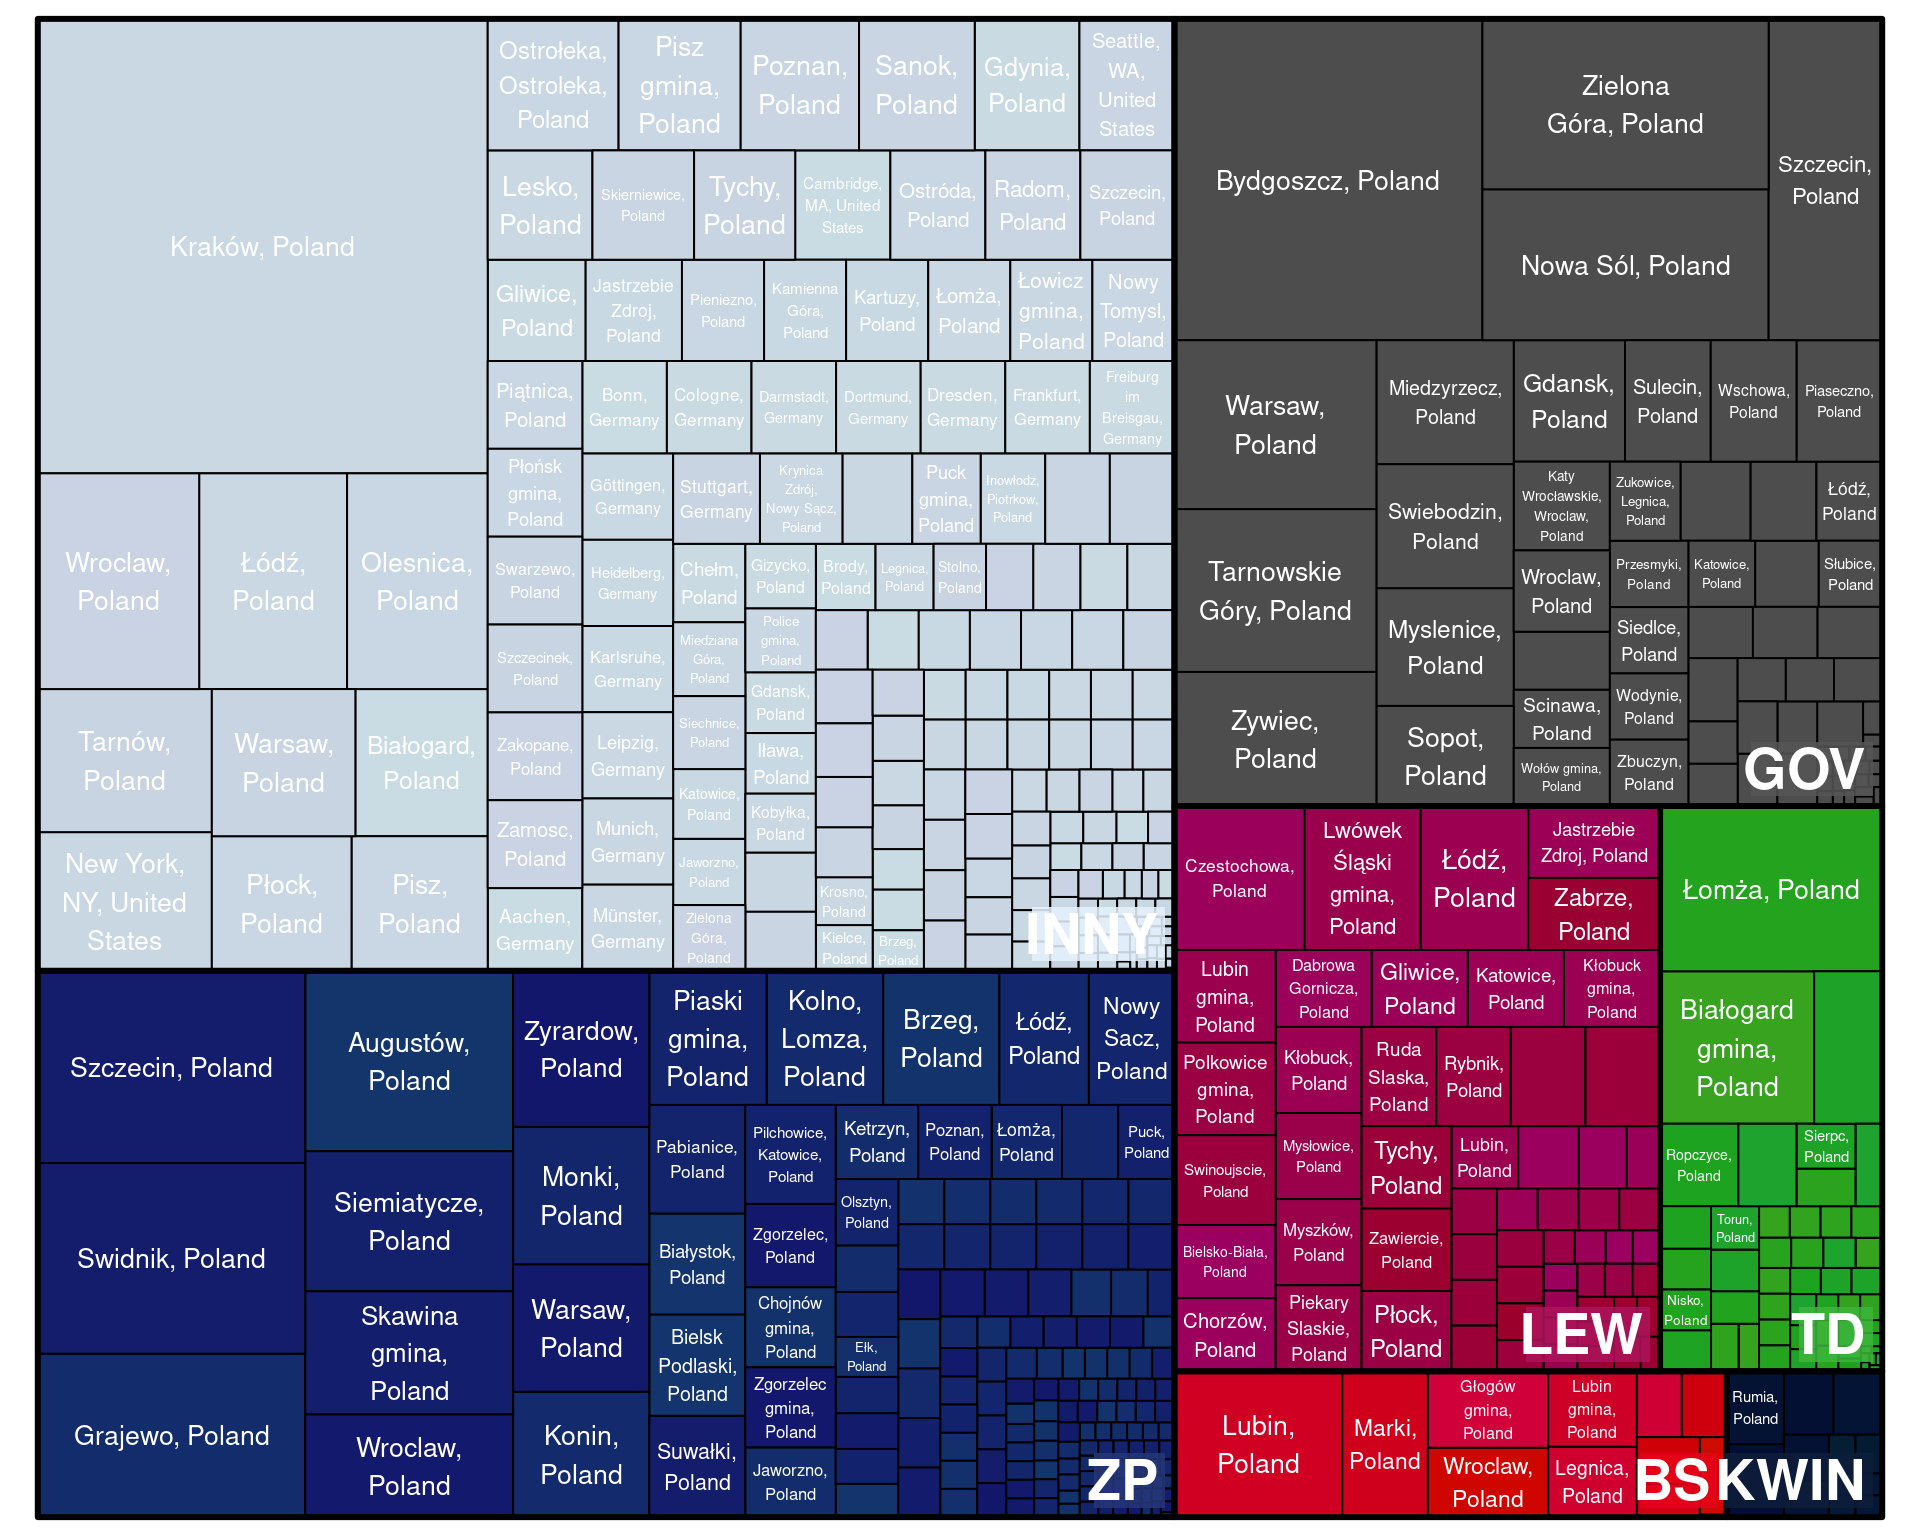 Kraków, Poland
Wroclaw,
Poland
Łódź,
Poland
Olesnica,
Poland
Tarnów,
Poland
Warsaw,
Poland
Białogard,
Poland
New York,
NY, United
States
Płock,
Poland
Pisz,
Poland
Ostrołeka,
Ostroleka,
Poland
Pisz
gmina,
Poland
Poznan,
Poland
Sanok,
Poland
Gdynia,
Poland
Seattle,
WA,
United
States
Lesko,
Poland
Skierniewice,
Poland
Tychy,
Poland
Cambridge,
MA, United
States
Ostróda,
Poland
Radom,
Poland
Szczecin,
Poland
Gliwice,
Poland
Jastrzebie
Zdroj,
Poland
Pieniezno,
Poland
Kamienna
Góra,
Poland
Kartuzy,
Poland
Łomża,
Poland
Łowicz
gmina,
Poland
Nowy
Tomysl,
Poland
Piątnica,
Poland
Bonn,
Germany
Cologne,
Germany
Darmstadt,
Germany
Dortmund,
Germany
Dresden,
Germany
Frankfurt,
Germany
Freiburg
im
Breisgau,
Germany
Płońsk
gmina,
Poland
Göttingen,
Germany
Stuttgart,
Germany
Krynica
Zdrój,
Nowy Sącz,
Poland
Puck
gmina,
Poland
Inowłodz,
Piotrkow,
Poland
Swarzewo,
Poland
Heidelberg,
Germany
Chełm,
Poland
Gizycko,
Poland
Brody,
Poland
Legnica,
Poland
Stolno,
Poland
Szczecinek,
Poland
Karlsruhe,
Germany
Miedziana
Góra,
Poland
Police
gmina,
Poland
Gdansk,
Poland
Zakopane,
Poland
Leipzig,
Germany
Siechnice,
Poland
Iława,
Poland
Zamosc,
Poland
Munich,
Germany
Katowice,
Poland
Kobyłka,
Poland
Jaworzno,
Poland
Aachen,
Germany
Münster,
Germany
Zielona
Góra,
Poland
Krosno,
Poland
Kielce,
Poland
Brzeg,
Poland
INNY
Bydgoszcz, Poland
Zielona
Góra, Poland
Nowa Sól, Poland
Szczecin,
Poland
Warsaw,
Poland
Tarnowskie
Góry, Poland
Zywiec,
Poland
Miedzyrzecz,
Poland
Swiebodzin,
Poland
Myslenice,
Poland
Sopot,
Poland
Gdansk,
Poland
Sulecin,
Poland
Wschowa,
Poland
Piaseczno,
Poland
Katy
Wrocławskie,
Wroclaw,
Poland
Zukowice,
Legnica,
Poland
Łódź,
Poland
Wroclaw,
Poland
Przesmyki,
Poland
Katowice,
Poland
Słubice,
Poland
Siedlce,
Poland
Scinawa,
Poland
Wodynie,
Poland
Wołów gmina,
Poland
Zbuczyn,
Poland
GOV
Szczecin, Poland
Swidnik, Poland
Grajewo, Poland
Augustów,
Poland
Siemiatycze,
Poland
Skawina
gmina,
Poland
Wroclaw,
Poland
Zyrardow,
Poland
Monki,
Poland
Warsaw,
Poland
Konin,
Poland
Piaski
gmina,
Poland
Kolno,
Lomza,
Poland
Brzeg,
Poland
Łódź,
Poland
Nowy
Sacz,
Poland
Pabianice,
Poland
Pilchowice,
Katowice,
Poland
Ketrzyn,
Poland
Poznan,
Poland
Łomża,
Poland
Puck,
Poland
Białystok,
Poland
Zgorzelec,
Poland
Olsztyn,
Poland
Bielsk
Podlaski,
Poland
Chojnów
gmina,
Poland
Ełk,
Poland
Suwałki,
Poland
Zgorzelec
gmina,
Poland
Jaworzno,
Poland
ZP
Czestochowa,
Poland
Lwówek
Śląski
gmina,
Poland
Łódź,
Poland
Jastrzebie
Zdroj, Poland
Zabrze,
Poland
Lubin
gmina,
Poland
Dabrowa
Gornicza,
Poland
Gliwice,
Poland
Katowice,
Poland
Kłobuck
gmina,
Poland
Polkowice
gmina,
Poland
Kłobuck,
Poland
Ruda
Slaska,
Poland
Rybnik,
Poland
Swinoujscie,
Poland
Mysłowice,
Poland
Tychy,
Poland
Lubin,
Poland
Bielsko-Biała,
Poland
Myszków,
Poland
Zawiercie,
Poland
Chorzów,
Poland
Piekary
Slaskie,
Poland
Płock,
Poland
LEW
Łomża, Poland
Białogard
gmina,
Poland
Ropczyce,
Poland
Sierpc,
Poland
Torun,
Poland
Nisko,
Poland
TD
Lubin,
Poland
Marki,
Poland
Głogów
gmina,
Poland
Wroclaw,
Poland
Lubin
gmina,
Poland
Legnica,
Poland
BS
Rumia,
Poland
KWIN